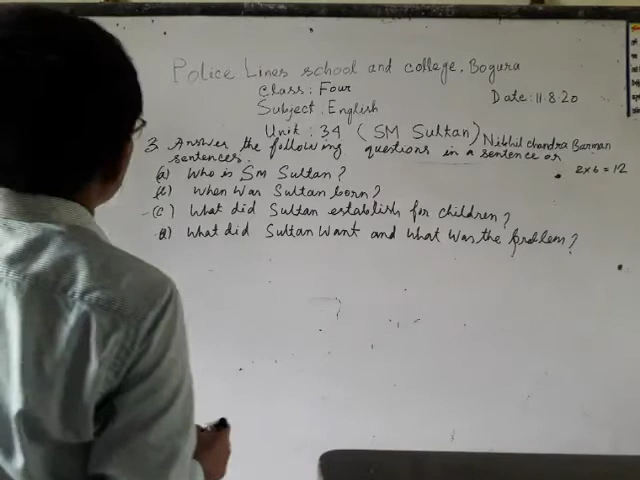 Police Lines school and college, Bogura
Class: Four
Date: 11.8.20
Subject: English
Unit: 34 (SM Sultan) Nikhil chandra Barman
3. Answer the following questions in a sentence or
sentences. 2x6=12
(a) Who is SM Sultan?
(b) When was Sultan born?
(c) What did Sultan establish for children?
(d) What did Sultan want and what was the problem?